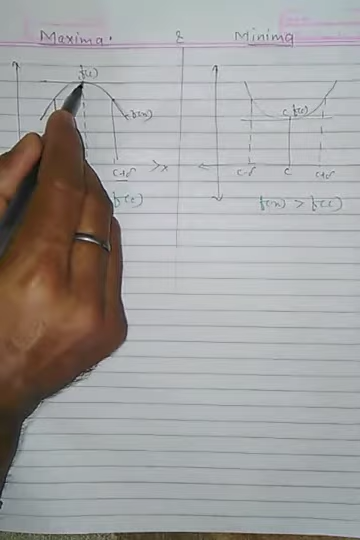 Maxima. & Minima
f(c)
f(x)
c+δ
x
f(c)
f(c)
c-δ
c
c+δ
f(x) > f(c)